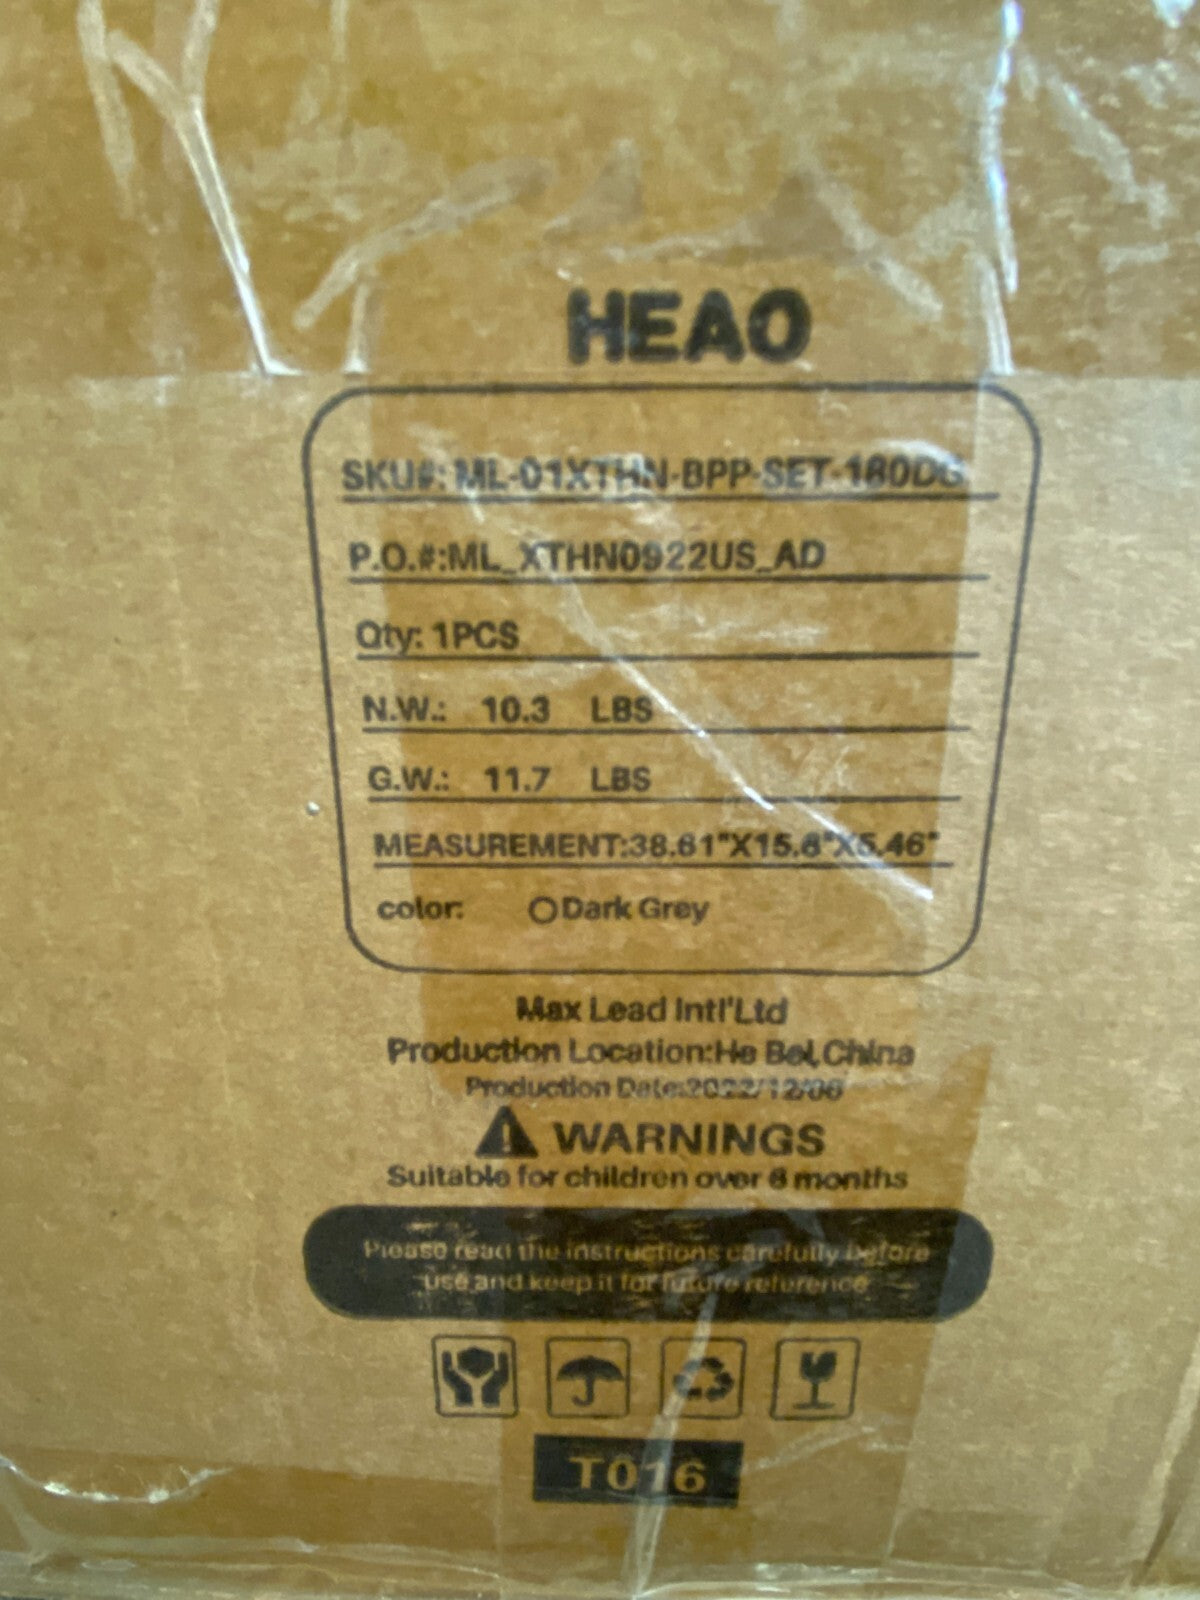 HEAO
SKU#: ML-01XTHN-BPP-SET-180DG
P.O.#:ML_XTHN0922US_AD
Qty: 1PCS
N.W.: 10.3 LBS
G.W.: 11.7 LBS
MEASUREMENT:38.61"X15.6"X5.46"
color: Dark Grey
Max Lead Intl'Ltd
Production Location:He Bei,China
Production Date:2022/12/06
WARNINGS
Suitable for children over 6 months
Please read the instructions carefully before
use and keep it for future reference
T016